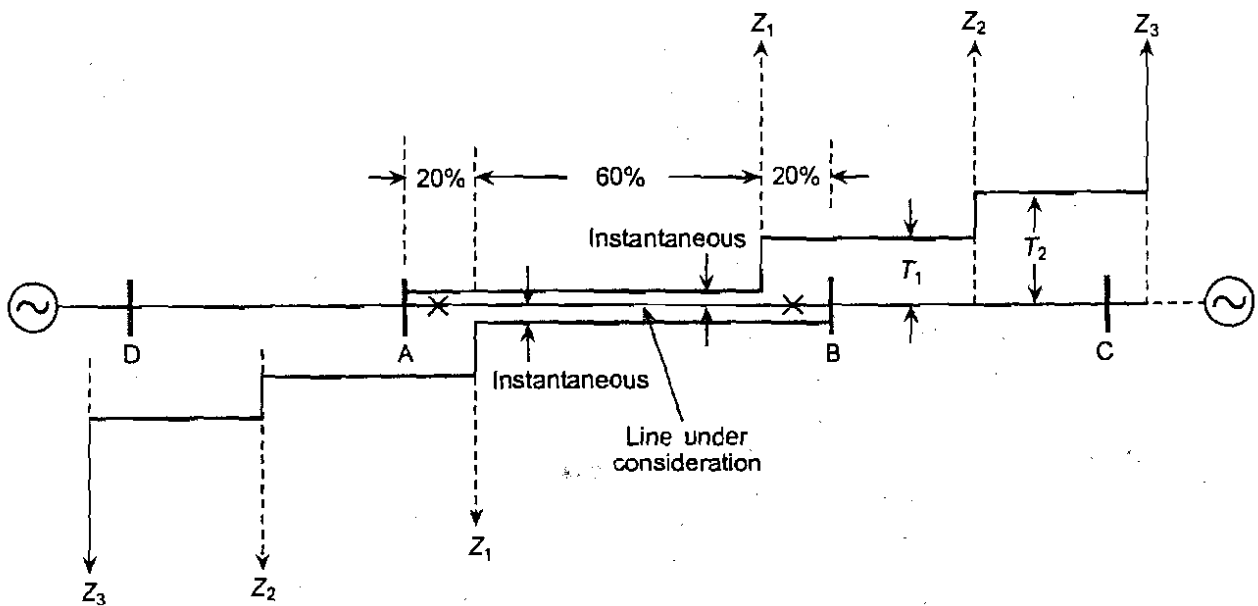 Z₁
Z₂
Z₃
20%
60%
20%
Instantaneous
T₁
T₂
D
A
B
C
Instantaneous
Line under
consideration
Z₁
Z₂
Z₃